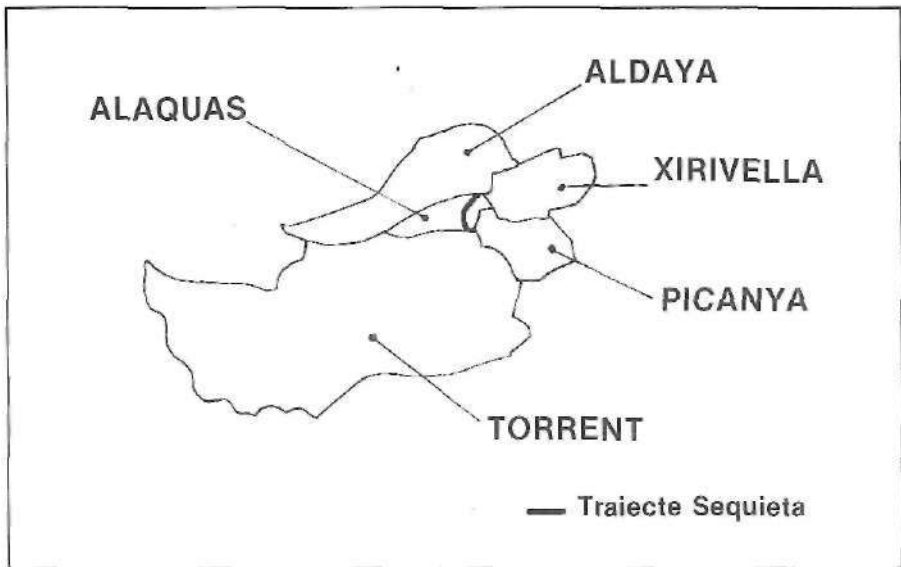 ALDAYA
ALAQUAS
XIRIVELLA
PICANYA
TORRENT
Traiecte Sequieta